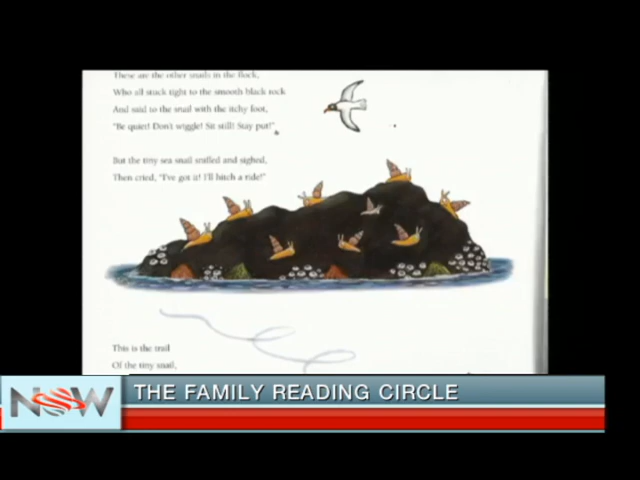 These are the other snails in the flock,
Who all stuck tight to the smooth black rock
And said to the snail with the itchy foot,
"Be quiet! Don't wiggle! Sit still! Stay put!"
But the tiny sea snail sniffed and sighed,
Then cried, "I've got it! I'll hitch a ride!"
This is the trail
Of the tiny snail,
NOW THE FAMILY READING CIRCLE